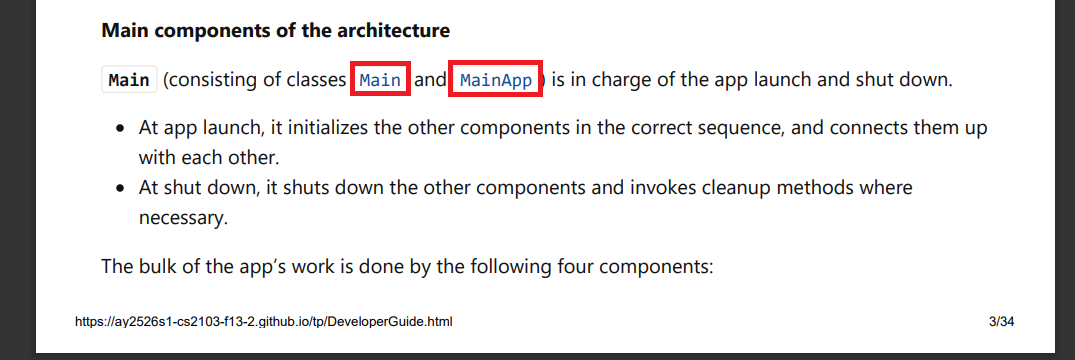 Main components of the architecture
Main (consisting of classes Main and MainApp) is in charge of the app launch and shut down.
• At app launch, it initializes the other components in the correct sequence, and connects them up
with each other.
• At shut down, it shuts down the other components and invokes cleanup methods where
necessary.
The bulk of the app’s work is done by the following four components:
https://ay2526s1-cs2103-f13-2.github.io/tp/DeveloperGuide.html 3/34